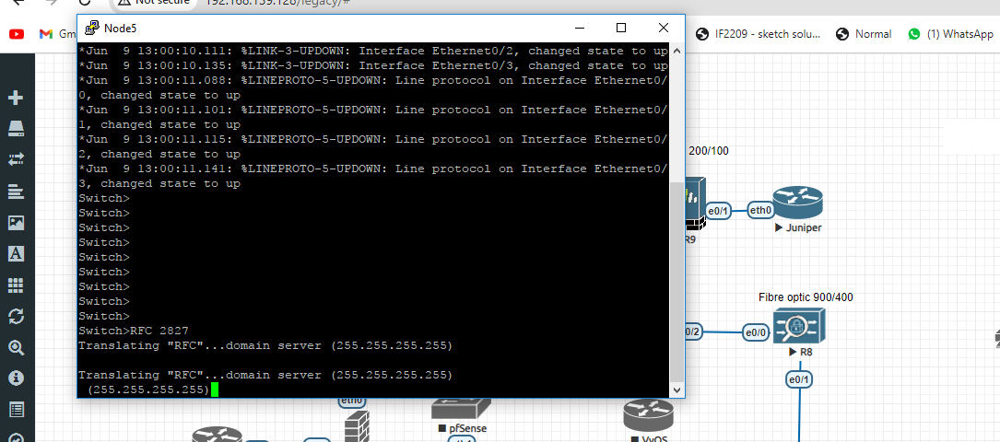 Not secure 192.168.139.128/legacy/#
Node5
Gm
IF2209 - sketch solu...
Normal
(1) WhatsApp
*Jun  9 13:00:10.111: %LINK-3-UPDOWN: Interface Ethernet0/2, changed state to up
*Jun  9 13:00:10.135: %LINK-3-UPDOWN: Interface Ethernet0/3, changed state to up
*Jun  9 13:00:11.088: %LINEPROTO-5-UPDOWN: Line protocol on Interface Ethernet0/
0, changed state to up
*Jun  9 13:00:11.101: %LINEPROTO-5-UPDOWN: Line protocol on Interface Ethernet0/
1, changed state to up
*Jun  9 13:00:11.115: %LINEPROTO-5-UPDOWN: Line protocol on Interface Ethernet0/
2, changed state to up
*Jun  9 13:00:11.141: %LINEPROTO-5-UPDOWN: Line protocol on Interface Ethernet0/
3, changed state to up
Switch>
Switch>
Switch>
Switch>
Switch>
Switch>
Switch>
Switch>
Switch>
Switch>RFC 2827
Translating "RFC"...domain server (255.255.255.255)
Translating "RFC"...domain server (255.255.255.255)
(255.255.255.255)
200/100
e0/1
eth0
R9
Juniper
Fibre optic 900/400
0/2
e0/0
R8
e0/1
eth0
pfSense
VyOS